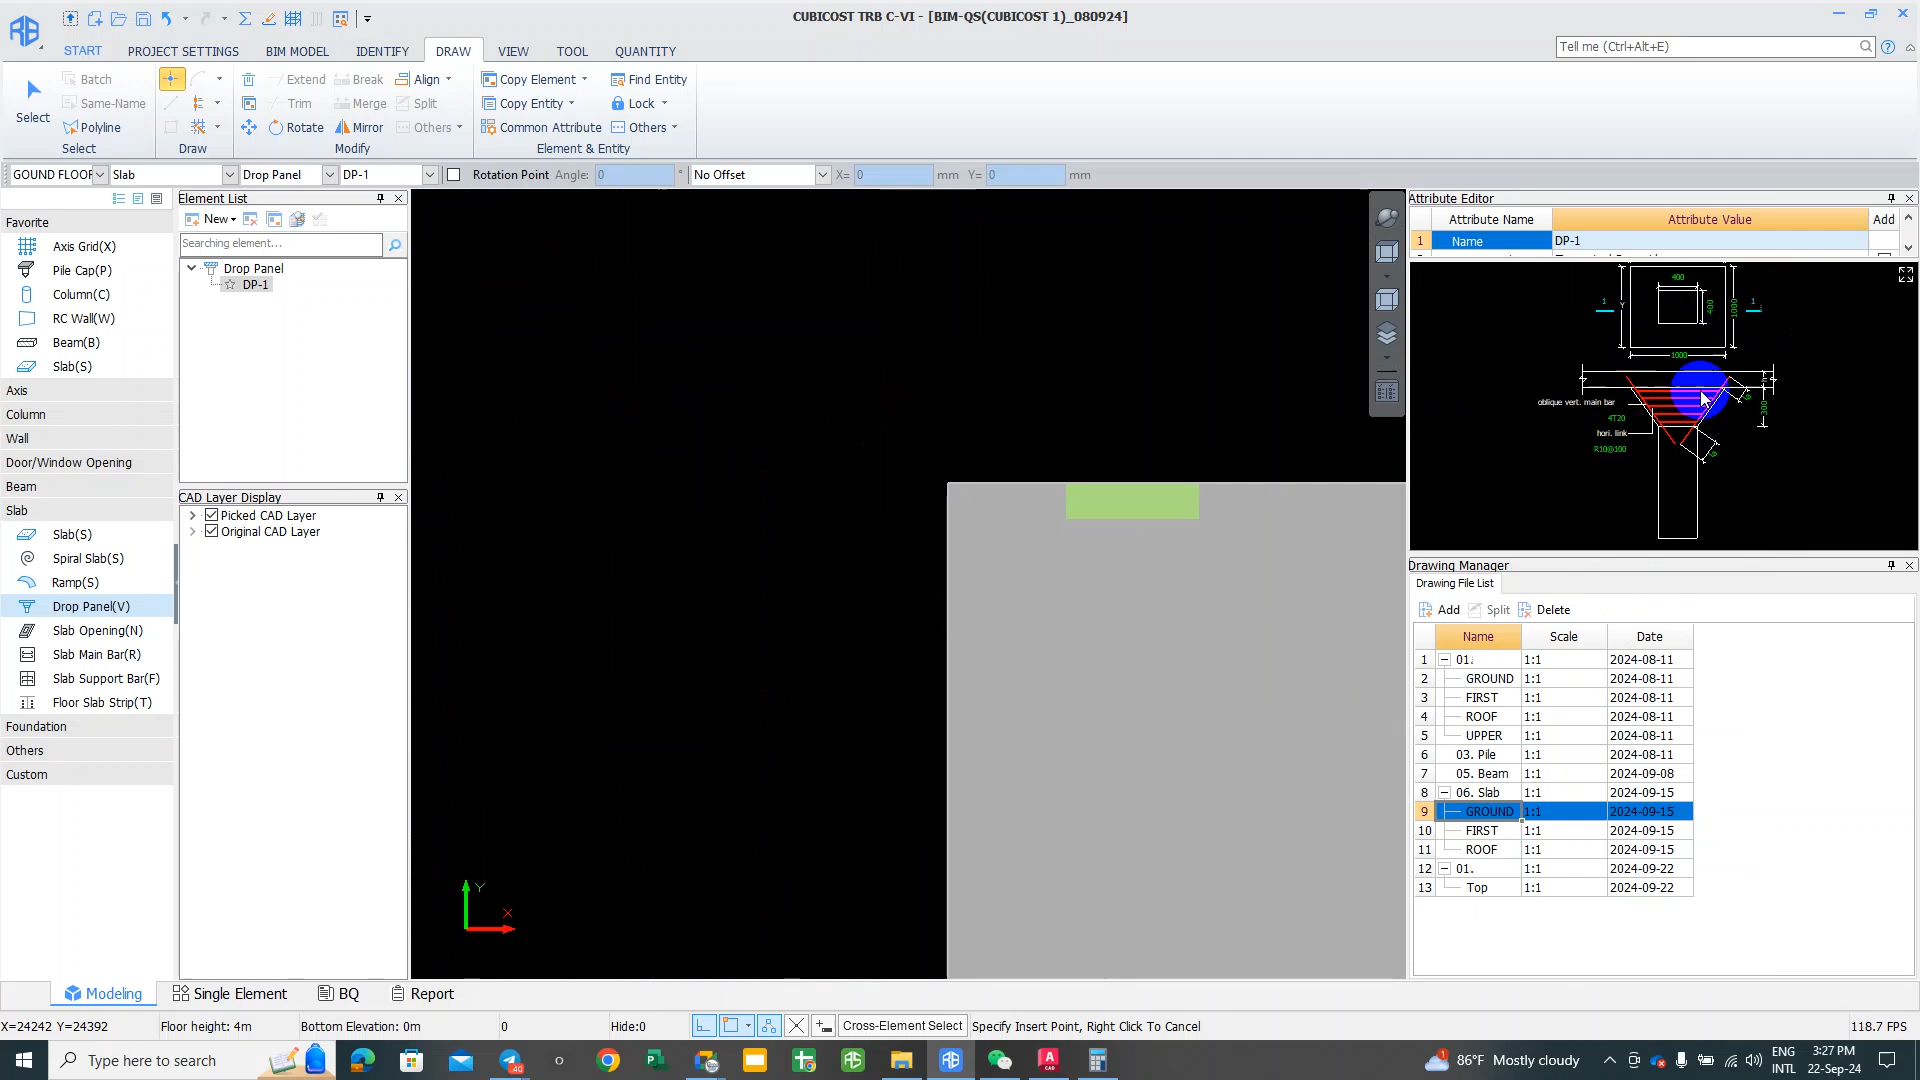 CUBICOST TRB C-VI - [BIM-QS(CUBICOST 1)_080924]
START PROJECT SETTINGS BIM MODEL IDENTIFY DRAW VIEW TOOL QUANTITY
Tell me (Ctrl+Alt+E)
Batch Extend Break Align Copy Element Find Entity
Same-Name Trim Merge Split Copy Entity Lock
Select Polyline Rotate Mirror Others Common Attribute Others
Select Draw Modify Element & Entity
GOUND FLOOF Slab Drop Panel DP-1 Rotation Point Angle: 0 ° No Offset X= 0 mm Y= 0 mm
Favorite
Axis Grid(X)
Pile Cap(P)
Column(C)
RC Wall(W)
Beam(B)
Slab(S)
Axis
Column
Wall
Door/Window Opening
Beam
Slab
Slab(S)
Spiral Slab(S)
Ramp(S)
Drop Panel(V)
Slab Opening(N)
Slab Main Bar(R)
Slab Support Bar(F)
Floor Slab Strip(T)
Foundation
Others
Custom
Element List
New
Searching element...
Drop Panel
DP-1
CAD Layer Display
Picked CAD Layer
Original CAD Layer
Y
X
Attribute Editor
Attribute Name Attribute Value Add
1 Name DP-1
400
1 Y 400 1000 1
1000
oblique vert. main bar
4T20
hori. link
R10@100
300
Drawing Manager
Drawing File List
Add Split Delete
Name Scale Date
1 01. 1:1 2024-08-11
2 GROUND 1:1 2024-08-11
3 FIRST 1:1 2024-08-11
4 ROOF 1:1 2024-08-11
5 UPPER 1:1 2024-08-11
6 03. Pile 1:1 2024-08-11
7 05. Beam 1:1 2024-09-08
8 06. Slab 1:1 2024-09-15
9 GROUND 1:1 2024-09-15
10 FIRST 1:1 2024-09-15
11 ROOF 1:1 2024-09-15
12 01. 1:1 2024-09-22
13 Top 1:1 2024-09-22
Modeling Single Element BQ Report
X=24242 Y=24392 Floor height: 4m Bottom Elevation: 0m 0 Hide:0 Cross-Element Select Specify Insert Point, Right Click To Cancel 118.7 FPS
Type here to search
86°F Mostly cloudy
ENG
INTL
3:27 PM
22-Sep-24